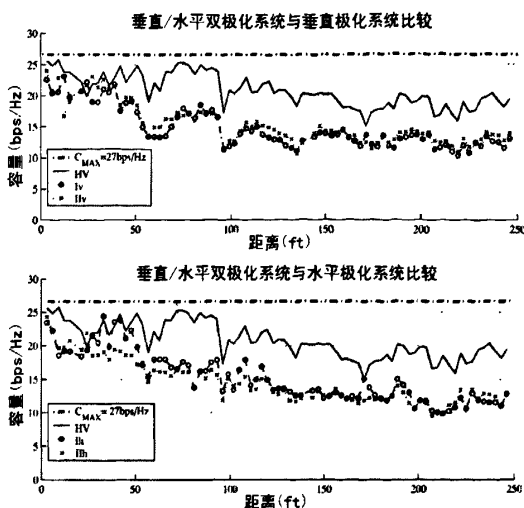 垂直/水平双极化系统与垂直极化系统比较
容量(bps/Hz)
30
25
20
15
10
5
0
C_MAX=27bps/Hz
HV
Iv
IIv
0 50 100 150 200 250
距离(ft)
垂直/水平双极化系统与水平极化系统比较
容量(bps/Hz)
30
25
20
15
10
5
0
C_MAX=27bps/Hz
HV
IIh
0 50 100 150 200 250
距离(ft)